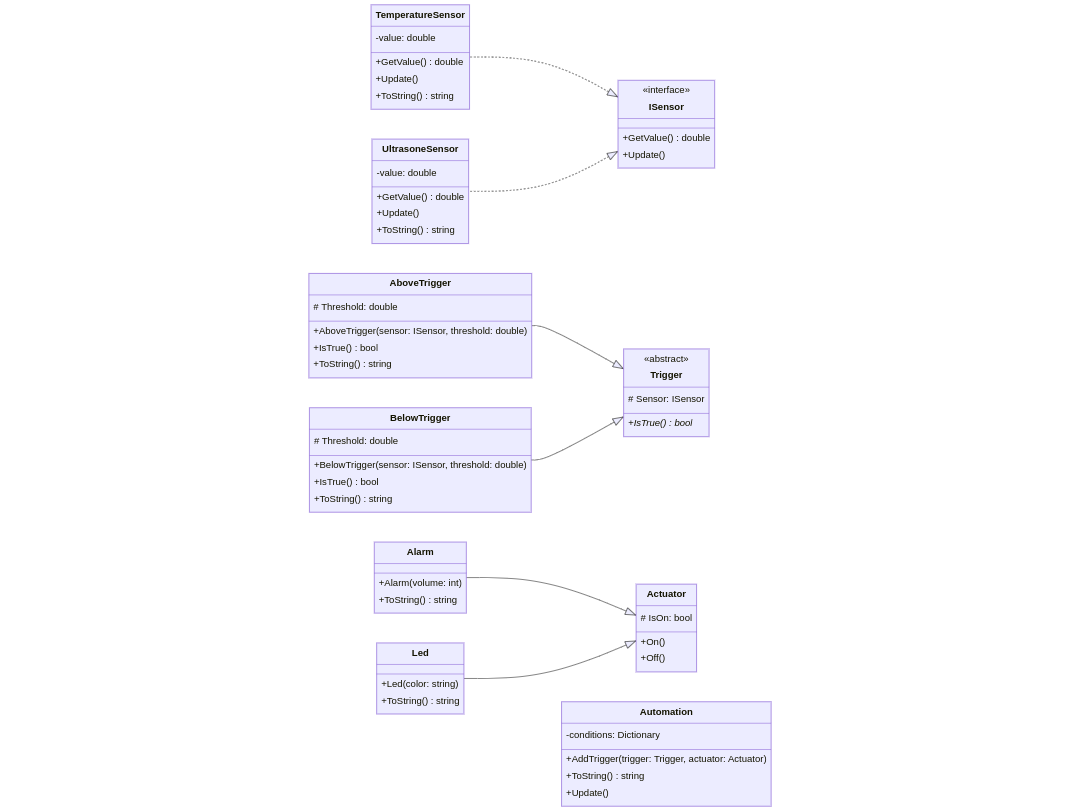 TemperatureSensor
-value: double
+GetValue() : double
+Update()
+ToString() : string
«interface»
ISensor
+GetValue() : double
+Update()
UltrasoneSensor
-value: double
+GetValue() : double
+Update()
+ToString() : string
AboveTrigger
# Threshold: double
+AboveTrigger(sensor: ISensor, threshold: double)
+IsTrue() : bool
+ToString() : string
«abstract»
Trigger
# Sensor: ISensor
+IsTrue() : bool
BelowTrigger
# Threshold: double
+BelowTrigger(sensor: ISensor, threshold: double)
+IsTrue() : bool
+ToString() : string
Alarm
+Alarm(volume: int)
+ToString() : string
Actuator
# IsOn: bool
+On()
+Off()
Led
+Led(color: string)
+ToString() : string
Automation
-conditions: Dictionary
+AddTrigger(trigger: Trigger, actuator: Actuator)
+ToString() : string
+Update()